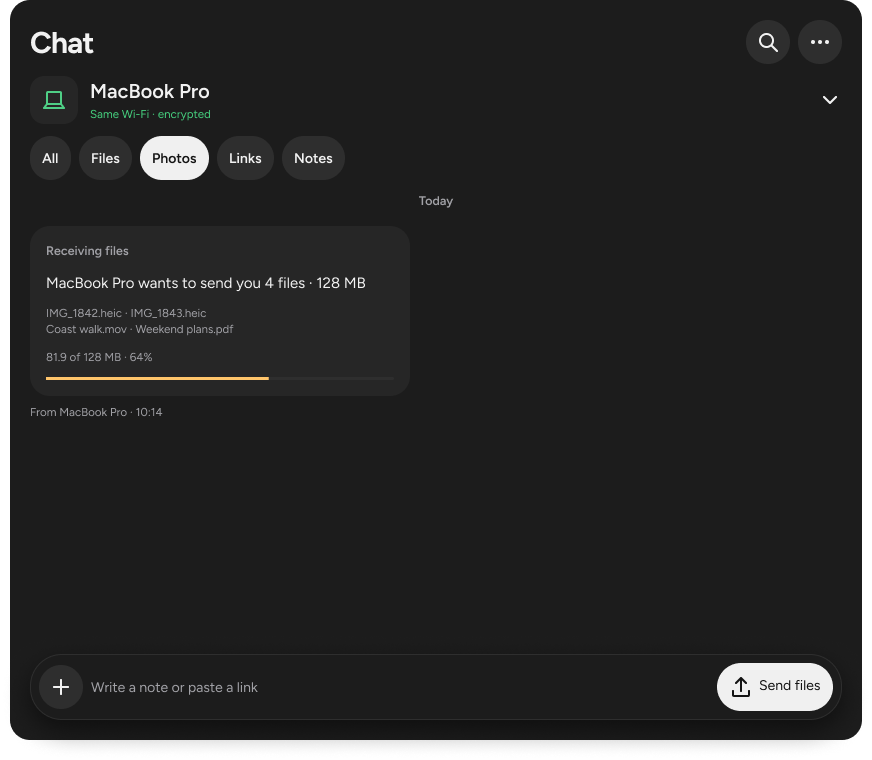 Chat
MacBook Pro
Same Wi-Fi · encrypted
All
Files
Photos
Links
Notes
Today
Receiving files
MacBook Pro wants to send you 4 files · 128 MB
IMG_1842.heic · IMG_1843.heic
Coast walk.mov · Weekend plans.pdf
81.9 of 128 MB · 64%
From MacBook Pro · 10:14
Write a note or paste a link
Send files